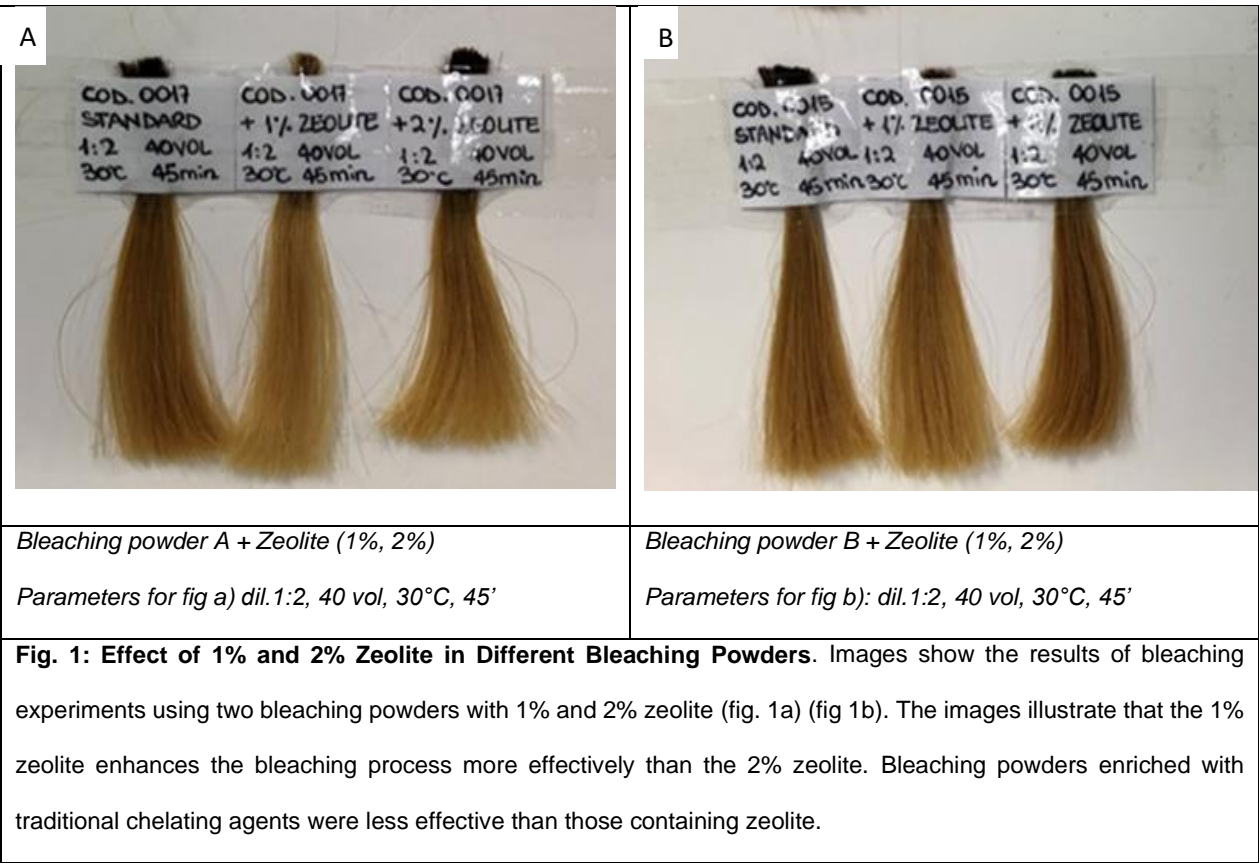 A
COD. 0017
STANDARD
1:2 40VOL
30°C 45min
COD. 0017
+ 1% ZEOLITE
1:2 40VOL
30°C 45min
COD. 0017
+2% ZEOLITE
1:2 40VOL
30°C 45min
B
COD. 0015
STANDARD
1:2 40VOL
30°C 45min
COD. 0015
+ 1% ZEOLITE
1:2 40VOL
30°C 45min
COD. 0015
+ % ZEOLITE
1:2 40VOL
30°C 45min
Bleaching powder A + Zeolite (1%, 2%)
Parameters for fig a) dil.1:2, 40 vol, 30°C, 45’
Bleaching powder B + Zeolite (1%, 2%)
Parameters for fig b): dil.1:2, 40 vol, 30°C, 45’
Fig. 1: Effect of 1% and 2% Zeolite in Different Bleaching Powders. Images show the results of bleaching
experiments using two bleaching powders with 1% and 2% zeolite (fig. 1a) (fig 1b). The images illustrate that the 1%
zeolite enhances the bleaching process more effectively than the 2% zeolite. Bleaching powders enriched with
traditional chelating agents were less effective than those containing zeolite.